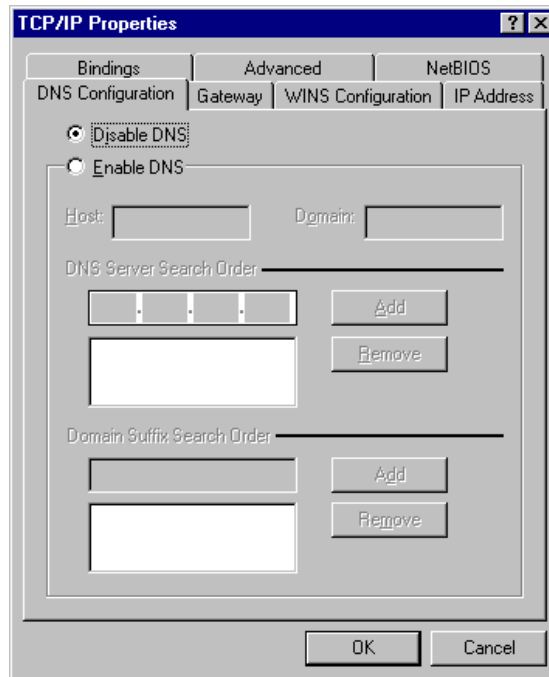 TCP/IP Properties
Bindings Advanced NetBIOS
DNS Configuration Gateway WINS Configuration IP Address
Disable DNS
Enable DNS
Host: Domain:
DNS Server Search Order
Add
Remove
Domain Suffix Search Order
Add
Remove
OK Cancel